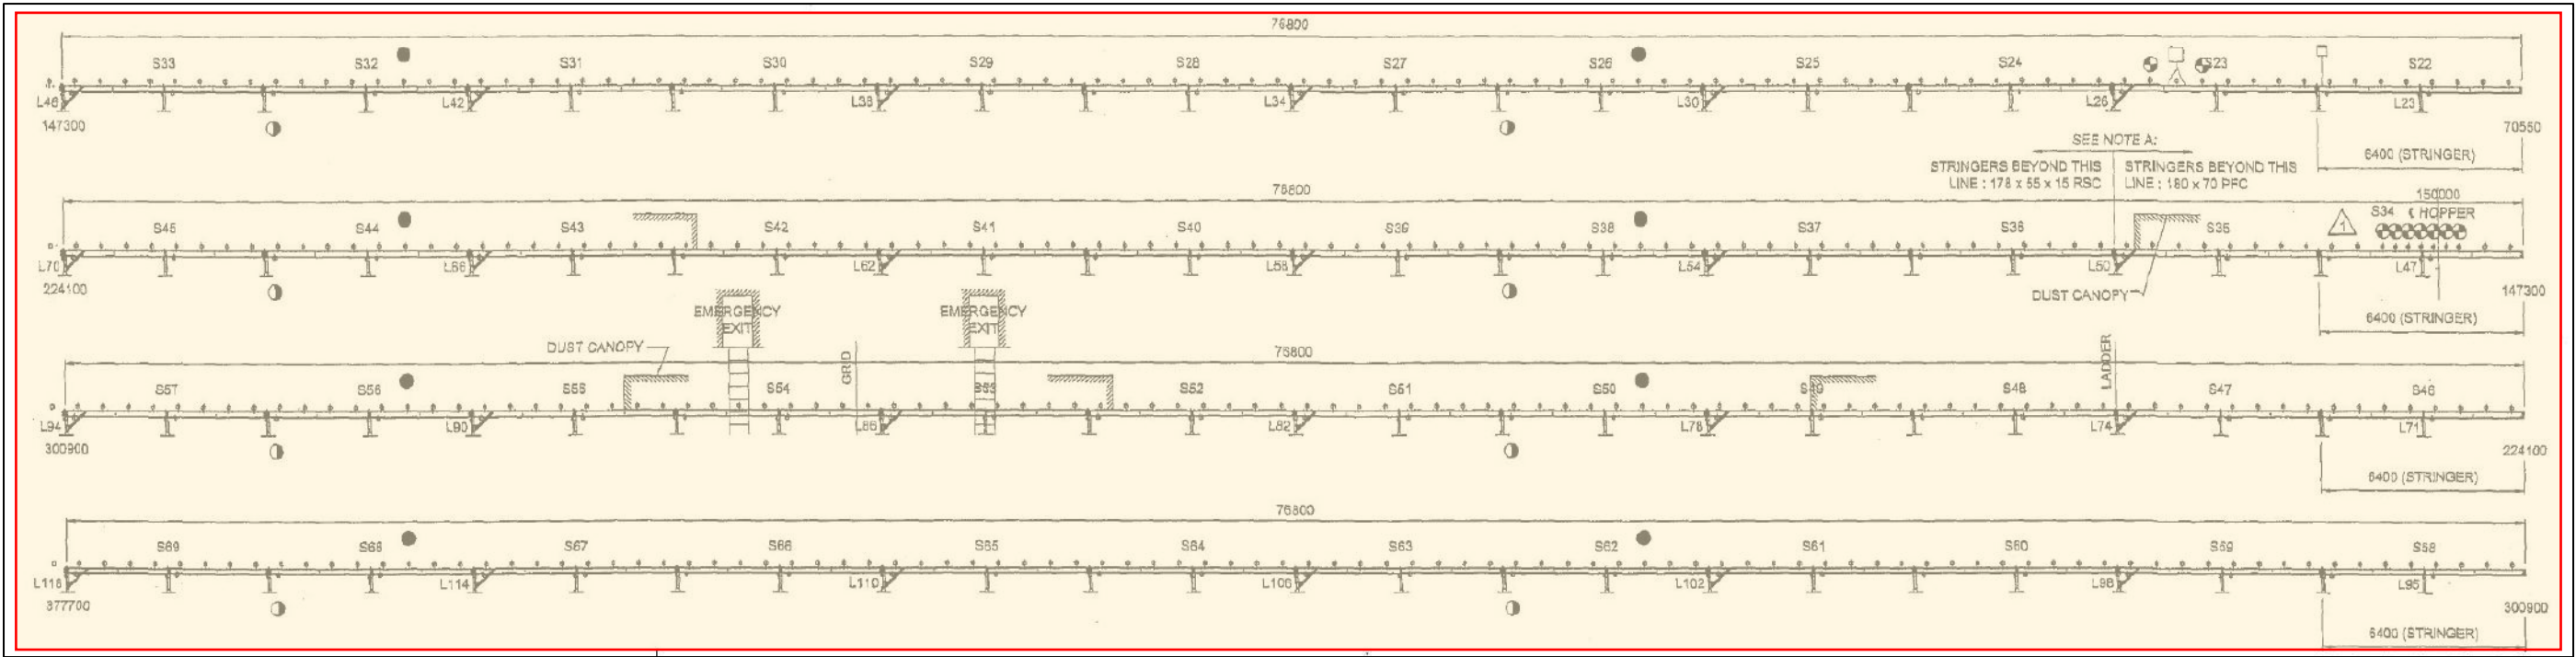 76800
S33 S32 S31 S30 S29 S28 S27 S26 S25 S24 S23 S22
L46 L42 L38 L34 L30 L26 L23
147300 70550
SEE NOTE A:
6400 (STRINGER)
STRINGERS BEYOND THIS STRINGERS BEYOND THIS
LINE : 178 x 55 x 15 RSC LINE : 180 x 70 PFC
76800 150000
S45 S44 S43 S42 S41 S40 S39 S38 S37 S36 S35 S34 ȼ HOPPER
1
L70 L66 L62 L58 L54 L50 L47
224100 DUST CANOPY 147300
EMERGENCY EXIT EMERGENCY EXIT
6400 (STRINGER)
DUST CANOPY GRD 76800 LADDER
S57 S56 S55 S54 S53 S52 S51 S50 S49 S48 S47 S46
L94 L90 L86 L82 L78 L74 L71
300900 224100
6400 (STRINGER)
76800
S69 S68 S67 S66 S65 S64 S63 S62 S61 S60 S59 S58
L118 L114 L110 L106 L102 L98 L95
377700 300900
6400 (STRINGER)